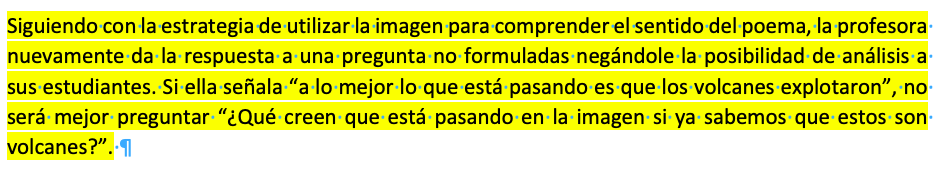 Siguiendo con la estrategia de utilizar la imagen para comprender el sentido del poema, la profesora
nuevamente da la respuesta a una pregunta no formuladas negándole la posibilidad de análisis a
sus estudiantes. Si ella señala “a lo mejor lo que está pasando es que los volcanes explotaron”, no
será mejor preguntar “¿Qué creen que está pasando en la imagen si ya sabemos que estos son
volcanes?”. ¶